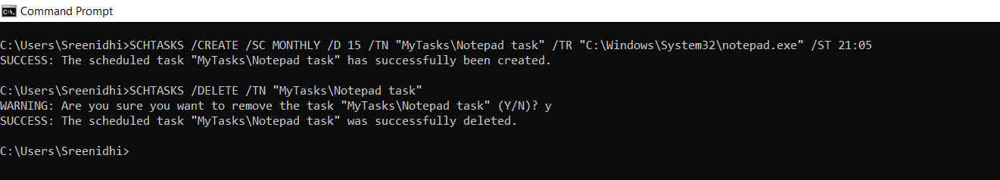 Command Prompt
C:\Users\Sreenidhi>SCHTASKS /CREATE /SC MONTHLY /D 15 /TN "MyTasks\Notepad task" /TR "C:\Windows\System32\notepad.exe" /ST 21:05
SUCCESS: The scheduled task "MyTasks\Notepad task" has successfully been created.
C:\Users\Sreenidhi>SCHTASKS /DELETE /TN "MyTasks\Notepad task"
WARNING: Are you sure you want to remove the task "MyTasks\Notepad task" (Y/N)? y
SUCCESS: The scheduled task "MyTasks\Notepad task" was successfully deleted.
C:\Users\Sreenidhi>